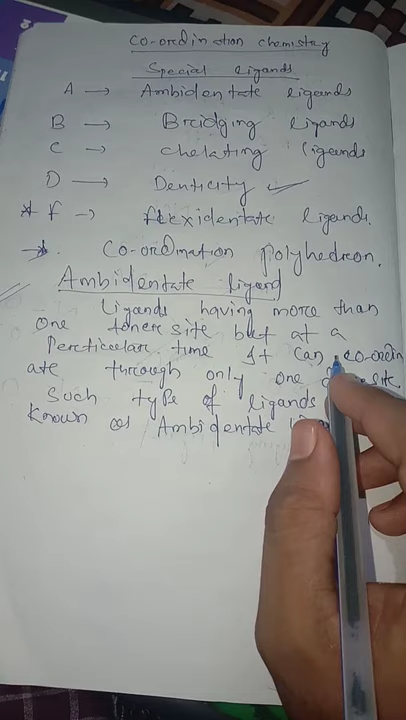 Co-ordination chemistry
Special ligands
A → Ambidentate ligands
B → Bridging ligands
C → chelating ligands
D → Denticity
* F → flexidentate ligands.
→*. Co-ordination polyhedron.
Ambidentate ligand
Ligands having more than
one doner site but at a
Perticular time It can co-ordin
ate through only one site.
Such type of ligands
Known as Ambidentate